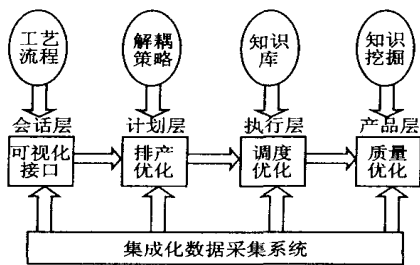 工艺
流程
解耦
策略
知识
库
知识
挖掘
会话层
计划层
执行层
产品层
可视化
接口
排产
优化
调度
优化
质量
优化
集成化数据采集系统